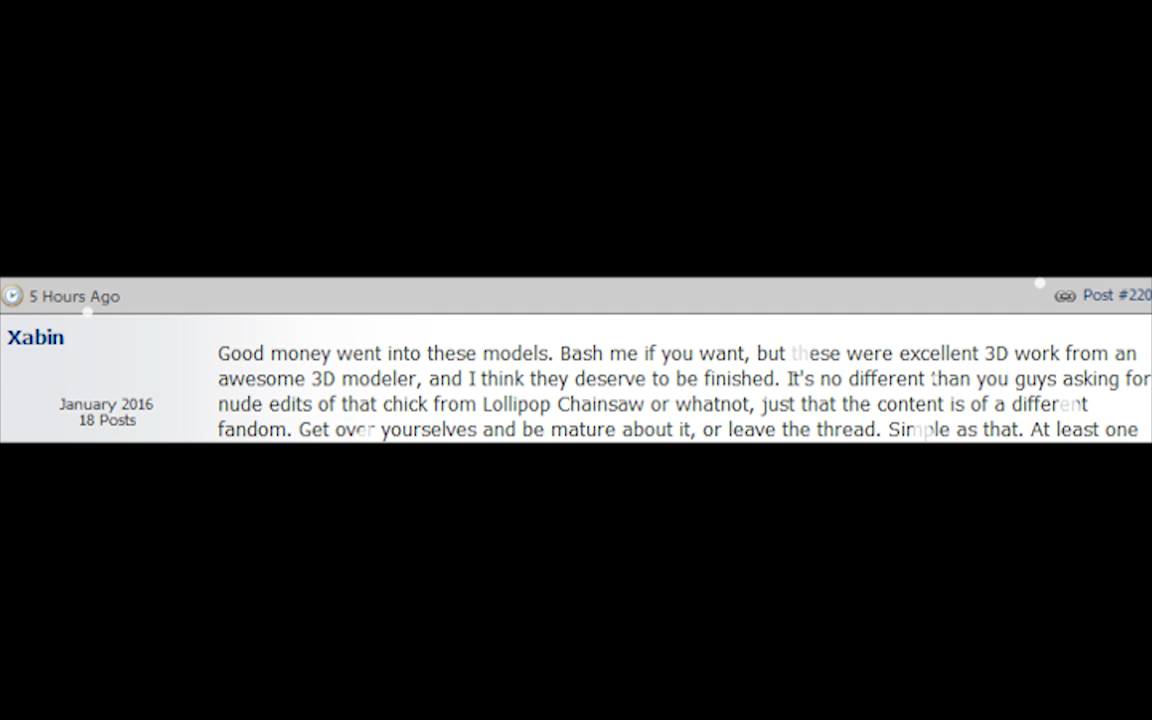 5 Hours Ago
Post #220
Xabin
Good money went into these models. Bash me if you want, but these were excellent 3D work from an
awesome 3D modeler, and I think they deserve to be finished. It's no different than you guys asking for
nude edits of that chick from Lollipop Chainsaw or whatnot, just that the content is of a different
fandom. Get over yourselves and be mature about it, or leave the thread. Simple as that. At least one
January 2016
18 Posts